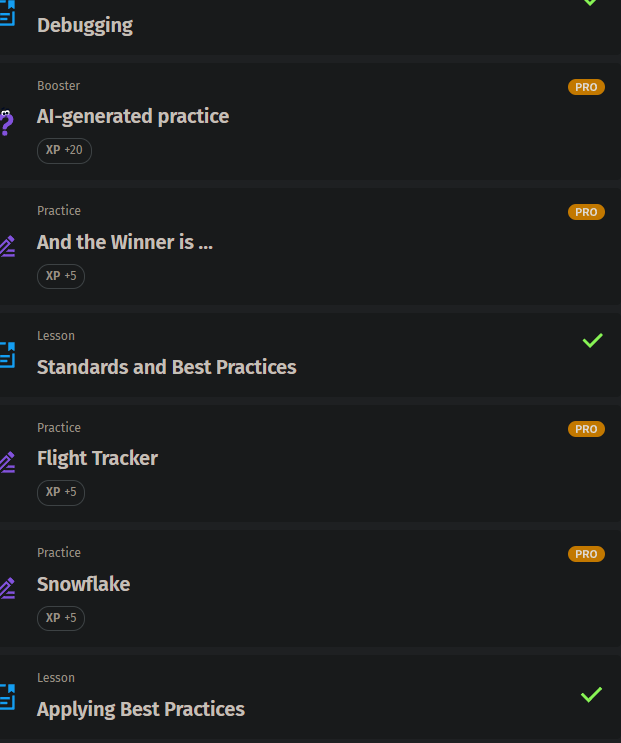 Debugging
Booster
PRO
AI-generated practice
XP +20
Practice
PRO
And the Winner is ...
XP +5
Lesson
Standards and Best Practices
Practice
PRO
Flight Tracker
XP +5
Practice
PRO
Snowflake
XP +5
Lesson
Applying Best Practices